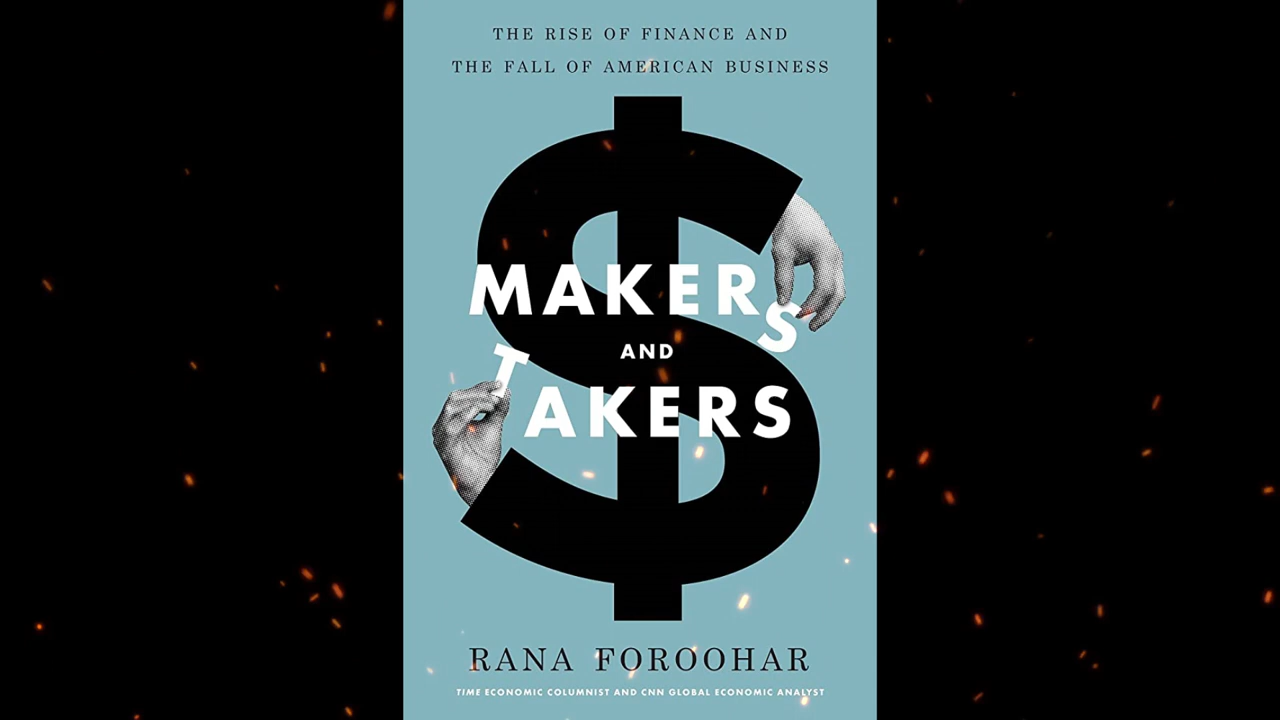 THE RISE OF FINANCE AND
THE FALL OF AMERICAN BUSINESS
MAKERS
AND
TAKERS
RANA FOROOHAR
TIME ECONOMIC COLUMNIST AND CNN GLOBAL ECONOMIC ANALYST